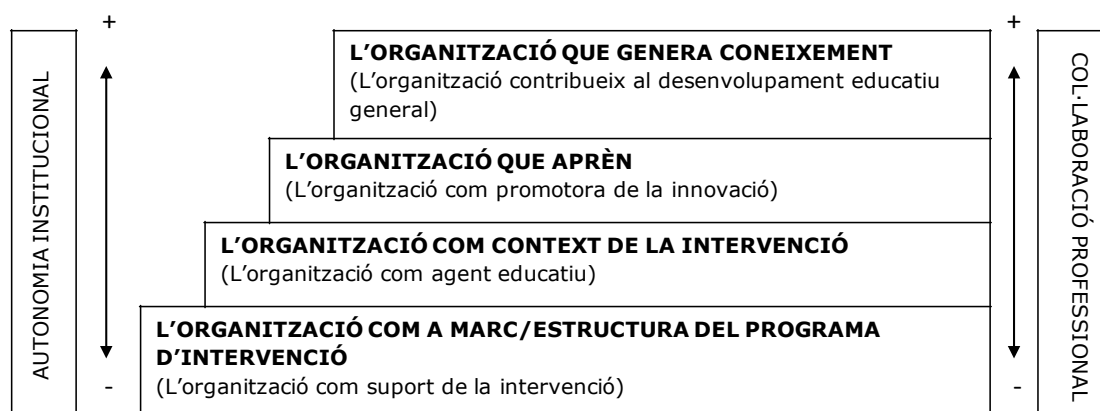 +
+
AUTONOMIA INSTITUCIONAL
L'ORGANITZACIÓ QUE GENERA CONEIXEMENT
(L'organització contribueix al desenvolupament educatiu
general)
L'ORGANITZACIÓ QUE APRÈN
(L'organització com promotora de la innovació)
L'ORGANITZACIÓ COM CONTEXT DE LA INTERVENCIÓ
(L'organització com agent educatiu)
L'ORGANITZACIÓ COM A MARC/ESTRUCTURA DEL PROGRAMA
D'INTERVENCIÓ
(L'organització com suport de la intervenció)
COL·LABORACIÓ PROFESSIONAL
-
-